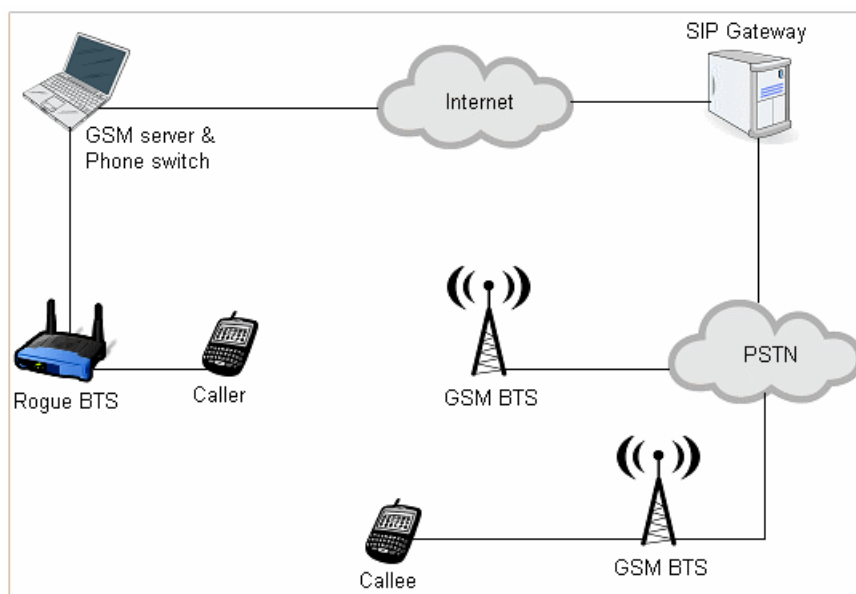 SIP Gateway
Internet
GSM server &
Phone switch
PSTN
Rogue BTS
Caller
GSM BTS
Callee
GSM BTS